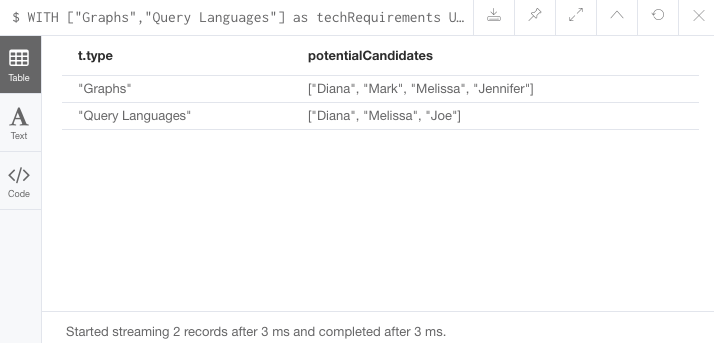 $ WITH ["Graphs","Query Languages"] as techRequirements U…
Table
Text
Code
t.type potentialCandidates
"Graphs" ["Diana", "Mark", "Melissa", "Jennifer"]
"Query Languages" ["Diana", "Melissa", "Joe"]
Started streaming 2 records after 3 ms and completed after 3 ms.